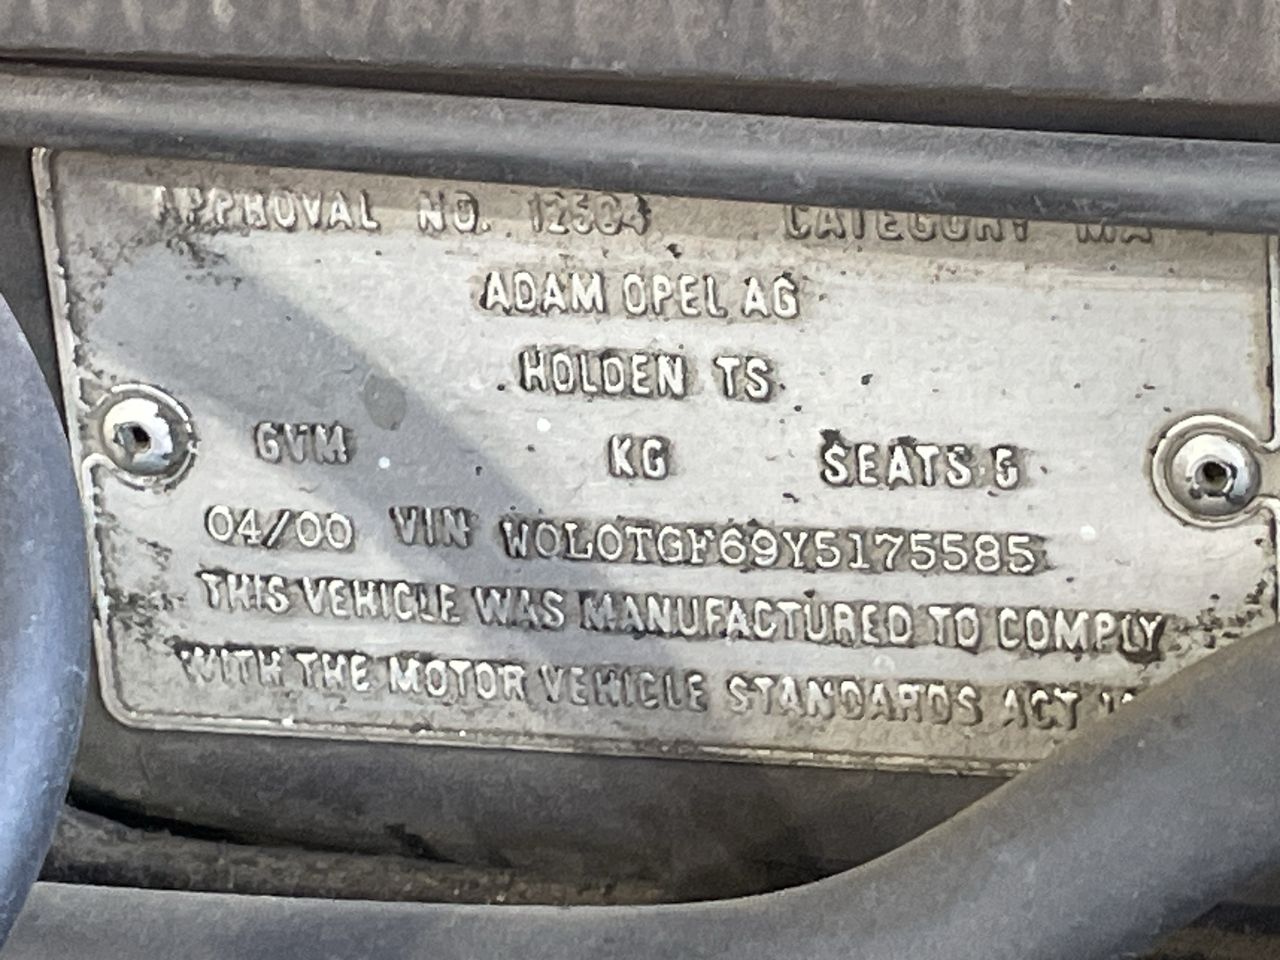 APPROVAL NO. 12504 CATEGORY MA
ADAM OPEL AG
HOLDEN TS
GVM KG SEATS 5
04/00 VIN W0L0TGF69Y5175585
THIS VEHICLE WAS MANUFACTURED TO COMPLY
WITH THE MOTOR VEHICLE STANDARDS ACT